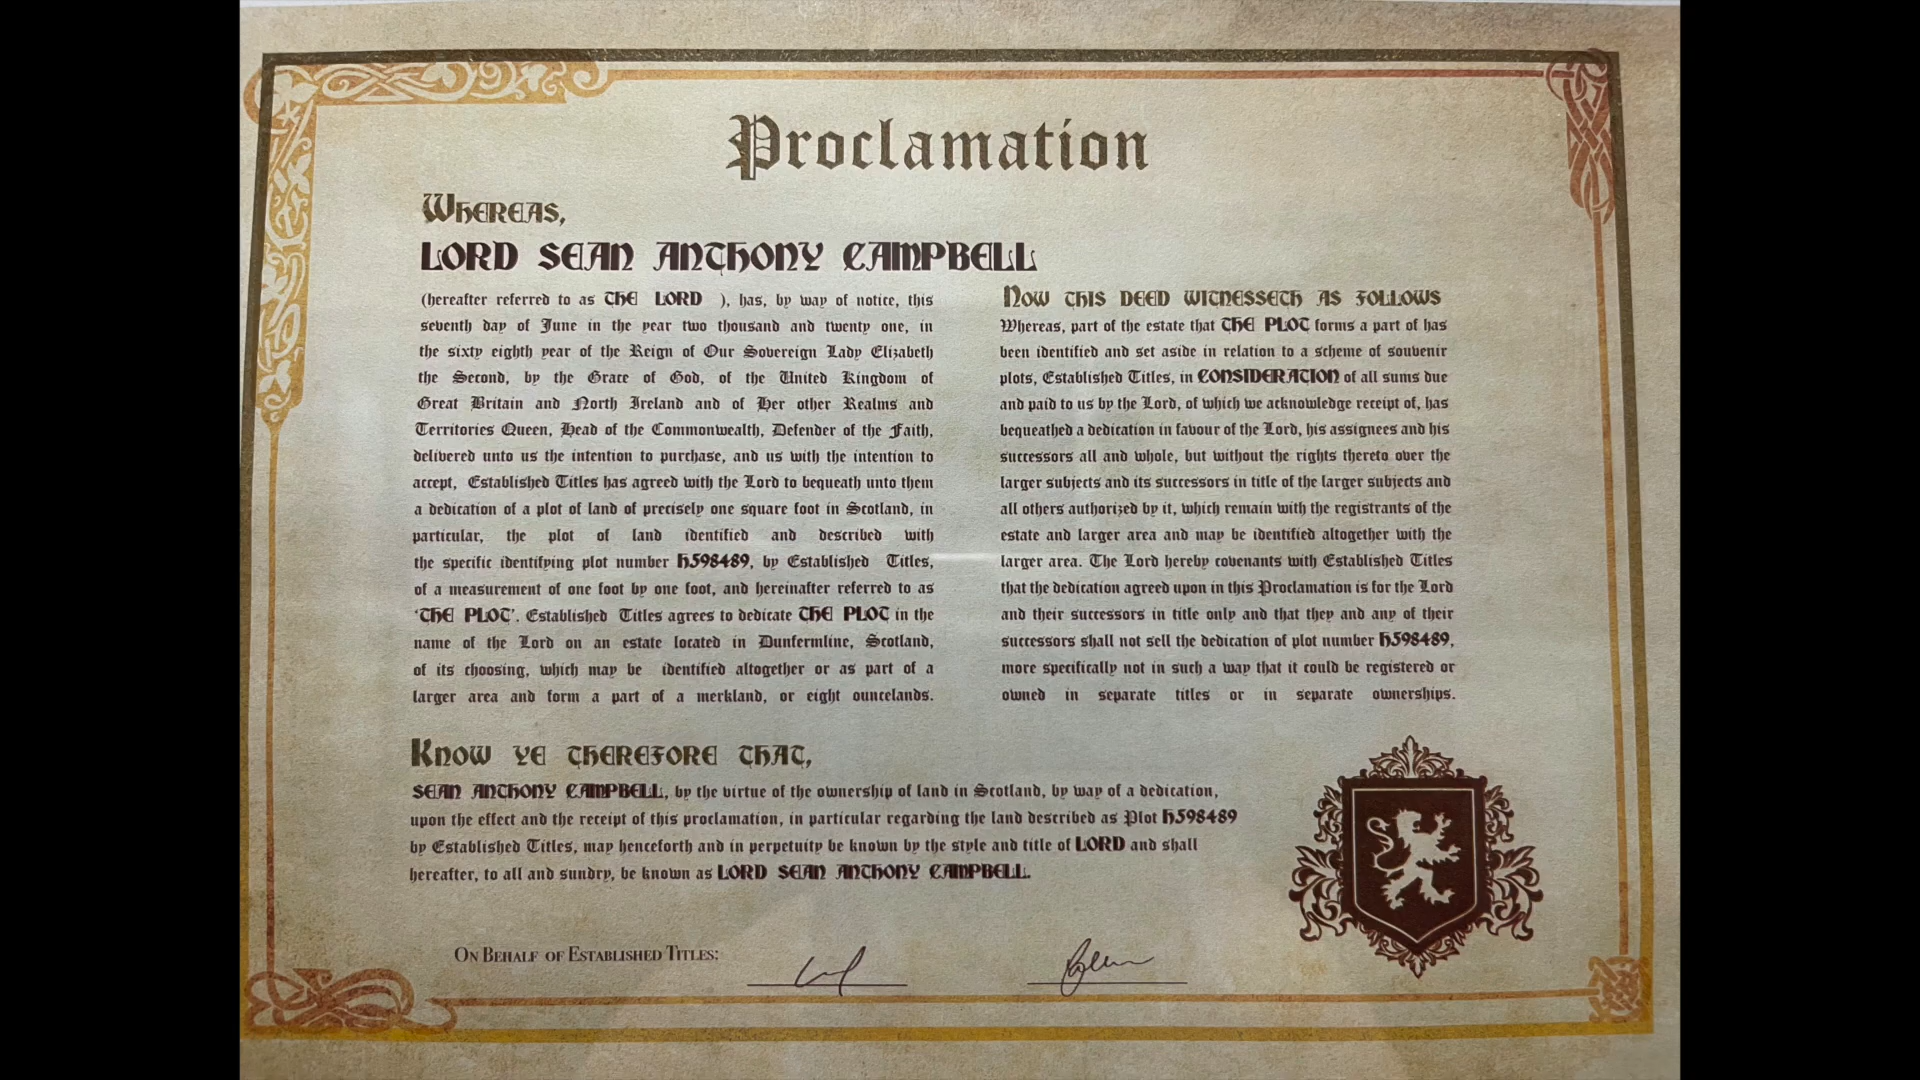 Proclamation
Whereas,
LORD SEAN ANTHONY CAMPBELL
(hereafter referred to as THE LORD ), has, by way of notice, this
seventh day of June in the year two thousand and twenty one, in
the sixty eighth year of the Reign of Our Sovereign Lady Elizabeth
the Second, by the Grace of God, of the United Kingdom of
Great Britain and North Ireland and of Her other Realms and
Territories Queen, Head of the Commonwealth, Defender of the Faith,
delivered unto us the intention to purchase, and us with the intention to
accept, Established Titles has agreed with the Lord to bequeath unto them
a dedication of a plot of land of precisely one square foot in Scotland, in
particular, the plot of land identified and described with
the specific identifying plot number H598489, by Established Titles,
of a measurement of one foot by one foot, and hereinafter referred to as
'THE PLOT'. Established Titles agrees to dedicate THE PLOT in the
name of the Lord on an estate located in Dunfermline, Scotland,
of its choosing, which may be identified altogether or as part of a
larger area and form a part of a merkland, or eight ouncelands.
NOW THIS DEED WITNESSETH AS FOLLOWS
Whereas, part of the estate that THE PLOT forms a part of has
been identified and set aside in relation to a scheme of souvenir
plots, Established Titles, in CONSIDERATION of all sums due
and paid to us by the Lord, of which we acknowledge receipt of, has
bequeathed a dedication in favour of the Lord, his assignees and his
successors all and whole, but without the rights thereto over the
larger subjects and its successors in title of the larger subjects and
all others authorized by it, which remain with the registrants of the
estate and larger area and may be identified altogether with the
larger area. The Lord hereby covenants with Established Titles
that the dedication agreed upon in this Proclamation is for the Lord
and their successors in title only and that they and any of their
successors shall not sell the dedication of plot number H598489,
more specifically not in such a way that it could be registered or
owned in separate titles or in separate ownerships.
KNOW YE THEREFORE THAT,
SEAN ANTHONY CAMPBELL, by the virtue of the ownership of land in Scotland, by way of a dedication,
upon the effect and the receipt of this proclamation, in particular regarding the land described as Plot H598489
by Established Titles, may henceforth and in perpetuity be known by the style and title of LORD and shall
hereafter, to all and sundry, be known as LORD SEAN ANTHONY CAMPBELL.
ON BEHALF OF ESTABLISHED TITLES: